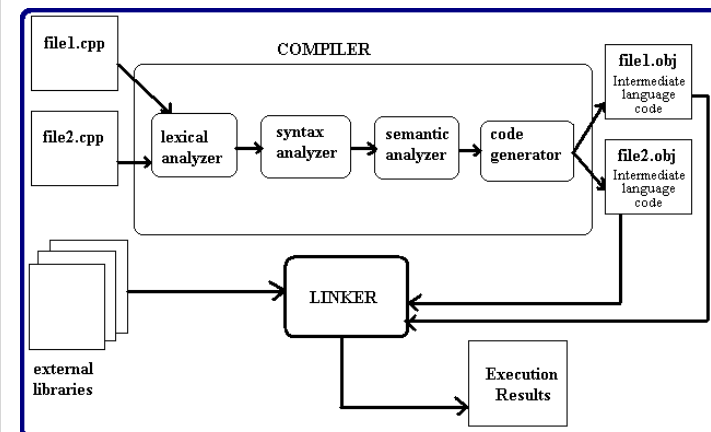 file1.cpp
COMPILER
file1.obj
Intermediate
language
code
file2.cpp
lexical
analyzer
syntax
analyzer
semantic
analyzer
code
generator
file2.obj
Intermediate
language
code
LINKER
external
libraries
Execution
Results